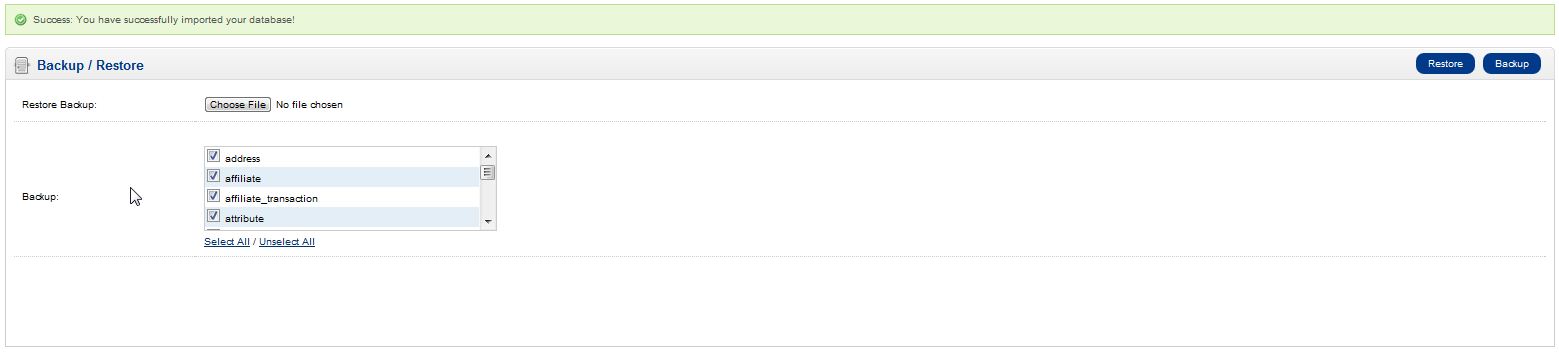 Success: You have successfully imported your database!
Backup / Restore
Restore
Backup
Restore Backup:
Choose File No file chosen
address
affiliate
Backup:
affiliate_transaction
attribute
Select All / Unselect All